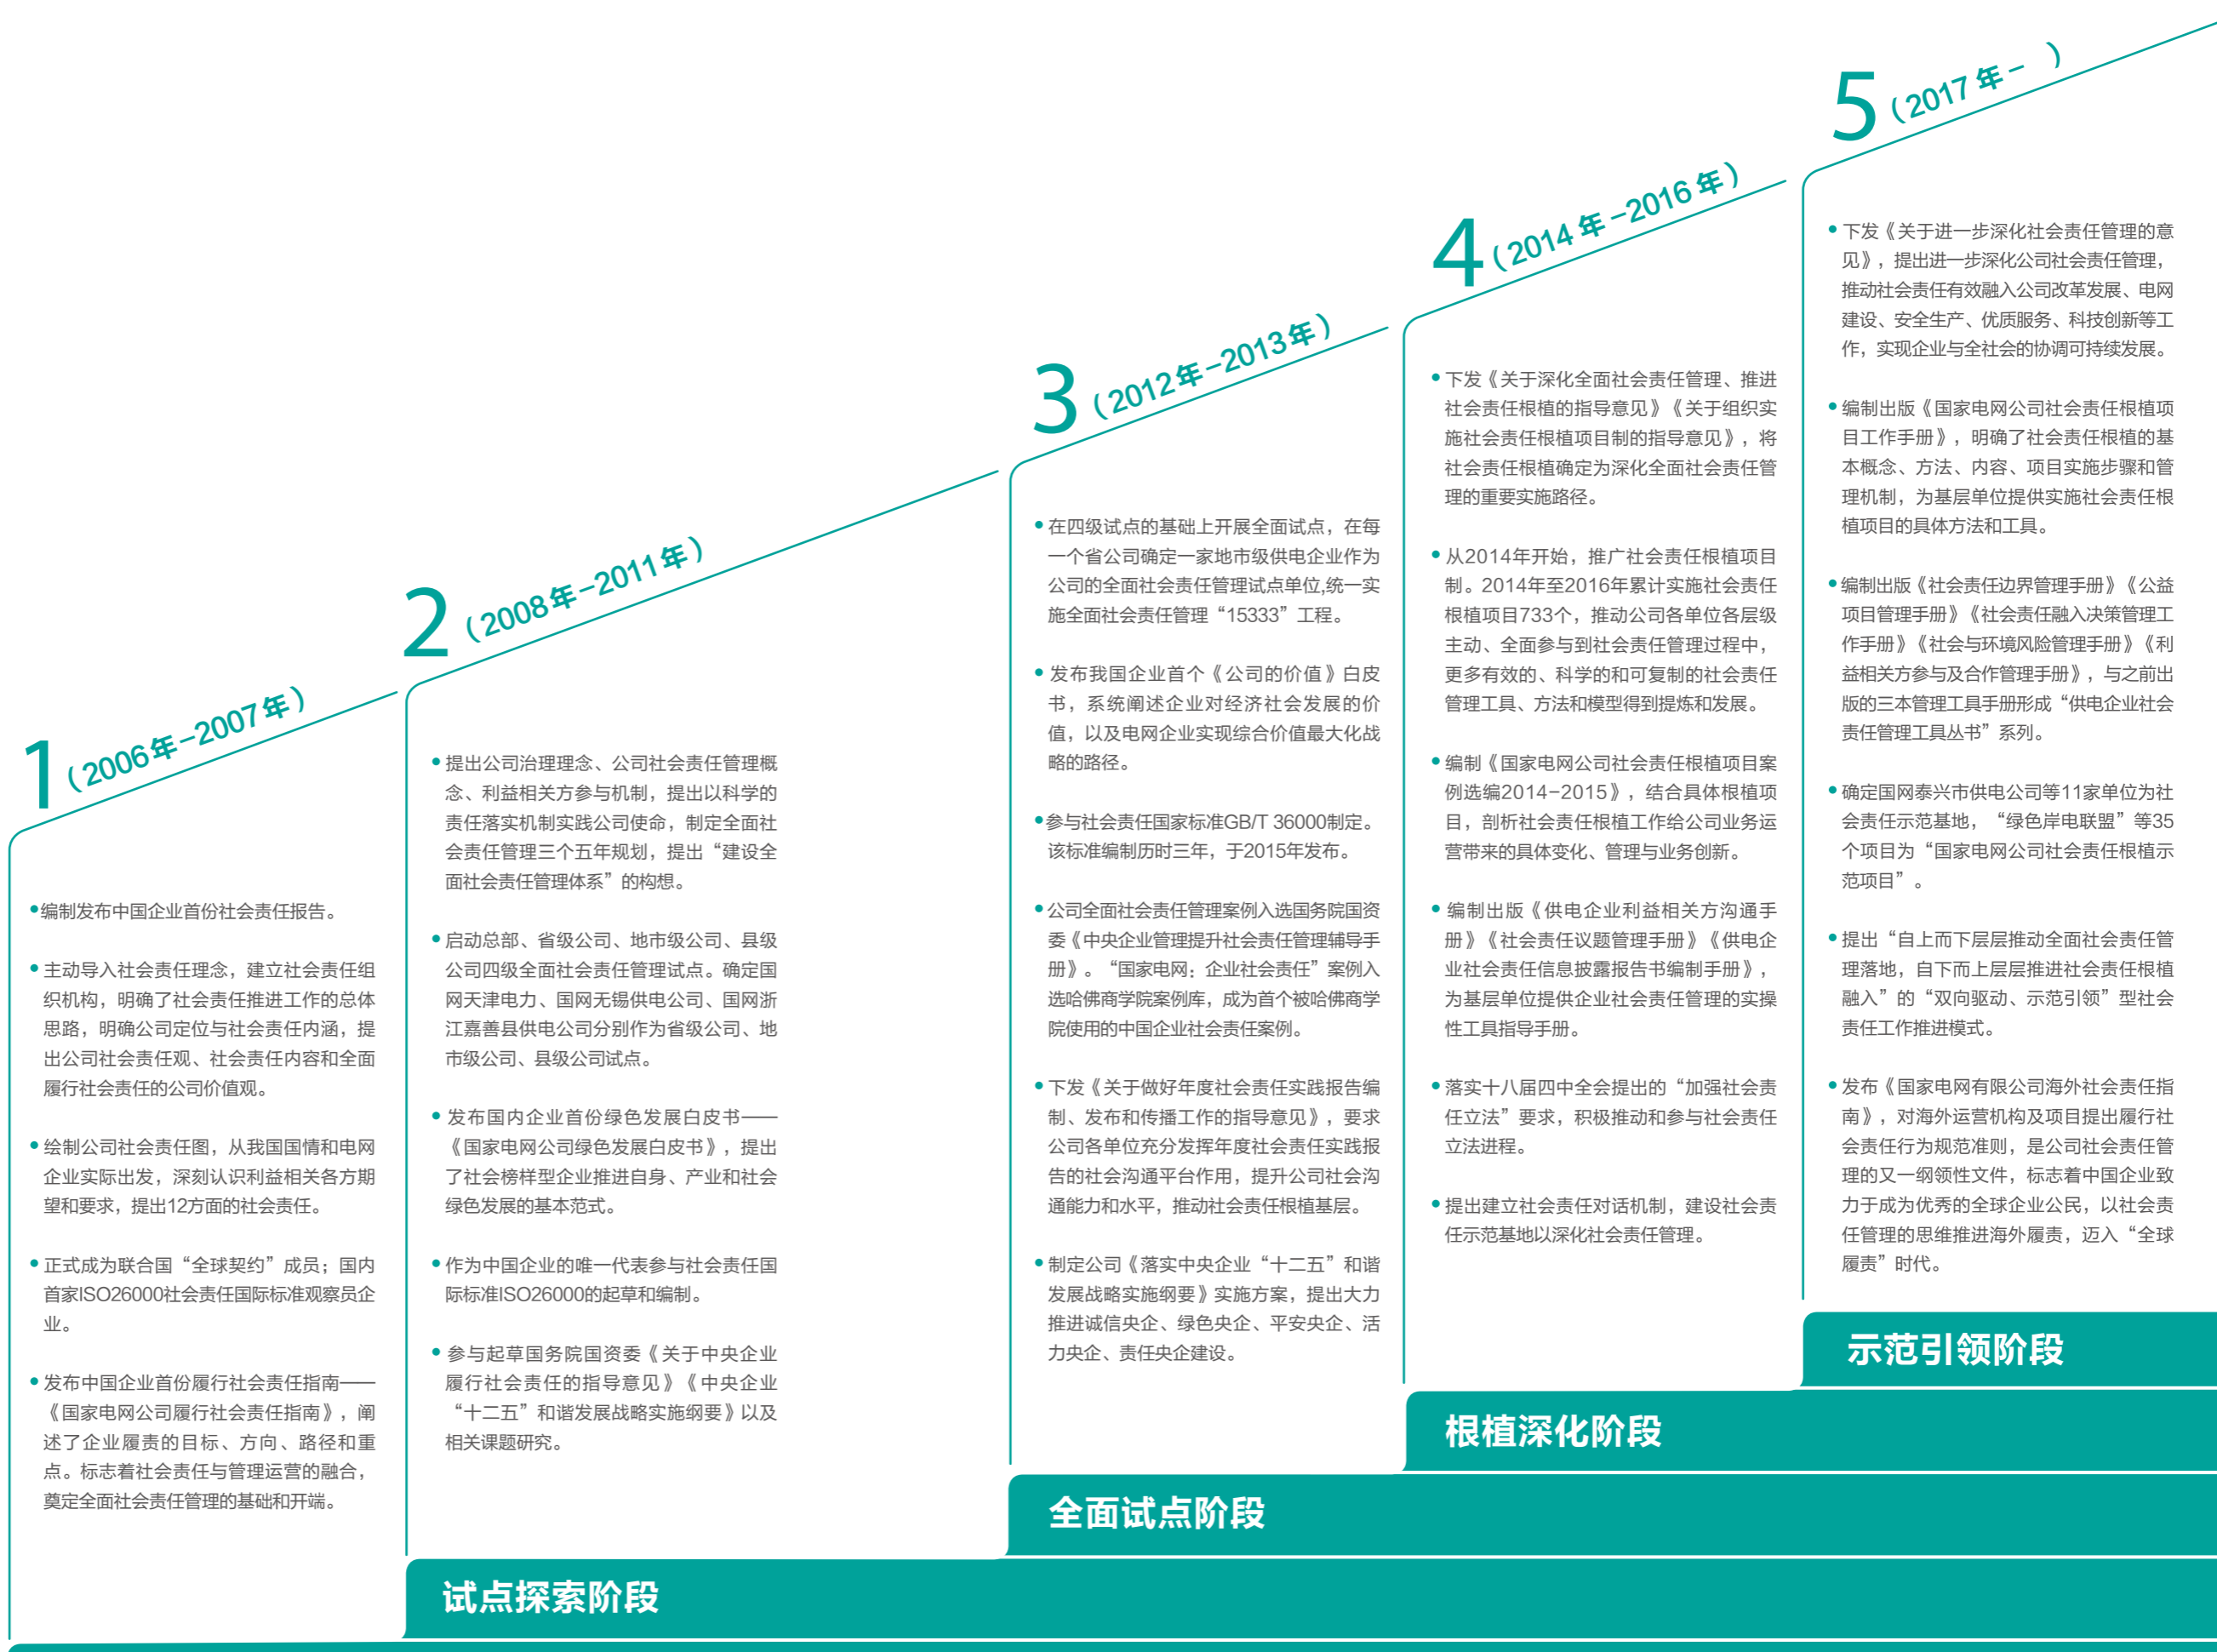 1（2006年-2007年）
●编制发布中国企业首份社会责任报告。
●主动导入社会责任理念，建立社会责任组
织机构，明确了社会责任推进工作的总体
思路，明确公司定位与社会责任内涵，提
出公司社会责任观、社会责任内容和全面
履行社会责任的公司价值观。
●绘制公司社会责任图，从我国国情和电网
企业实际出发，深刻认识利益相关各方期
望和要求，提出12方面的社会责任。
●正式成为联合国“全球契约”成员；国内
首家ISO26000社会责任国际标准观察员企
业。
●发布中国企业首份履行社会责任指南——
《国家电网公司履行社会责任指南》，阐
述了企业履责的目标、方向、路径和重
点。标志着社会责任与管理运营的融合，
奠定全面社会责任管理的基础和开端。
2（2008年-2011年）
●提出公司治理理念、公司社会责任管理概
念、利益相关方参与机制，提出以科学的
责任落实机制实践公司使命，制定全面社
会责任管理三个五年规划，提出“建设全
面社会责任管理体系”的构想。
●启动总部、省级公司、地市级公司、县级
公司四级全面社会责任管理试点。确定国
网天津电力、国网无锡供电公司、国网浙
江嘉善县供电公司分别作为省级公司、地
市级公司、县级公司试点。
●发布国内企业首份绿色发展白皮书——
《国家电网公司绿色发展白皮书》，提出
了社会榜样型企业推进自身、产业和社会
绿色发展的基本范式。
●作为中国企业的唯一代表参与社会责任国
际标准ISO26000的起草和编制。
●参与起草国务院国资委《关于中央企业
履行社会责任的指导意见》《中央企业
“十二五”和谐发展战略实施纲要》以及
相关课题研究。
试点探索阶段
3（2012年-2013年）
●在四级试点的基础上开展全面试点，在每
一个省公司确定一家地市级供电企业作为
公司的全面社会责任管理试点单位,统一实
施全面社会责任管理“15333”工程。
●发布我国企业首个《公司的价值》白皮
书，系统阐述企业对经济社会发展的价
值，以及电网企业实现综合价值最大化战
略的路径。
●参与社会责任国家标准GB/T 36000制定。
该标准编制历时三年，于2015年发布。
●公司全面社会责任管理案例入选国务院国资
委《中央企业管理提升社会责任管理辅导手
册》。“国家电网：企业社会责任”案例入
选哈佛商学院案例库，成为首个被哈佛商学
院使用的中国企业社会责任案例。
●下发《关于做好年度社会责任实践报告编
制、发布和传播工作的指导意见》，要求
公司各单位充分发挥年度社会责任实践报
告的社会沟通平台作用，提升公司社会沟
通能力和水平，推动社会责任根植基层。
●制定公司《落实中央企业“十二五”和谐
发展战略实施纲要》实施方案，提出大力
推进诚信央企、绿色央企、平安央企、活
力央企、责任央企建设。
全面试点阶段
4（2014年-2016年）
●下发《关于深化全面社会责任管理、推进
社会责任根植的指导意见》《关于组织实
施社会责任根植项目制的指导意见》，将
社会责任根植确定为深化全面社会责任管
理的重要实施路径。
●从2014年开始，推广社会责任根植项目
制。2014年至2016年累计实施社会责任
根植项目733个，推动公司各单位各层级
主动、全面参与到社会责任管理过程中，
更多有效的、科学的和可复制的社会责任
管理工具、方法和模型得到提炼和发展。
●编制《国家电网公司社会责任根植项目案
例选编2014-2015》，结合具体根植项
目，剖析社会责任根植工作给公司业务运
营带来的具体变化、管理与业务创新。
●编制出版《供电企业利益相关方沟通手
册》《社会责任议题管理手册》《供电企
业社会责任信息披露报告书编制手册》，
为基层单位提供企业社会责任管理的实操
性工具指导手册。
●落实十八届四中全会提出的“加强社会责
任立法”要求，积极推动和参与社会责任
立法进程。
●提出建立社会责任对话机制，建设社会责
任示范基地以深化社会责任管理。
根植深化阶段
5（2017年- ）
●下发《关于进一步深化社会责任管理的意
见》，提出进一步深化公司社会责任管理，
推动社会责任有效融入公司改革发展、电网
建设、安全生产、优质服务、科技创新等工
作，实现企业与全社会的协调可持续发展。
●编制出版《国家电网公司社会责任根植项
目工作手册》，明确了社会责任根植的基
本概念、方法、内容、项目实施步骤和管
理机制，为基层单位提供实施社会责任根
植项目的具体方法和工具。
●编制出版《社会责任边界管理手册》《公益
项目管理手册》《社会责任融入决策管理工
作手册》《社会与环境风险管理手册》《利
益相关方参与及合作管理手册》，与之前出
版的三本管理工具手册形成“供电企业社会
责任管理工具丛书”系列。
●确定国网泰兴市供电公司等11家单位为社
会责任示范基地，“绿色岸电联盟”等35
个项目为“国家电网公司社会责任根植示
范项目”。
●提出“自上而下层层推动全面社会责任管
理落地，自下而上层层推进社会责任根植
融入”的“双向驱动、示范引领”型社会
责任工作推进模式。
●发布《国家电网有限公司海外社会责任指
南》，对海外运营机构及项目提出履行社
会责任行为规范准则，是公司社会责任管
理的又一纲领性文件，标志着中国企业致
力于成为优秀的全球企业公民，以社会责
任管理的思维推进海外履责，迈入“全球
履责”时代。
示范引领阶段